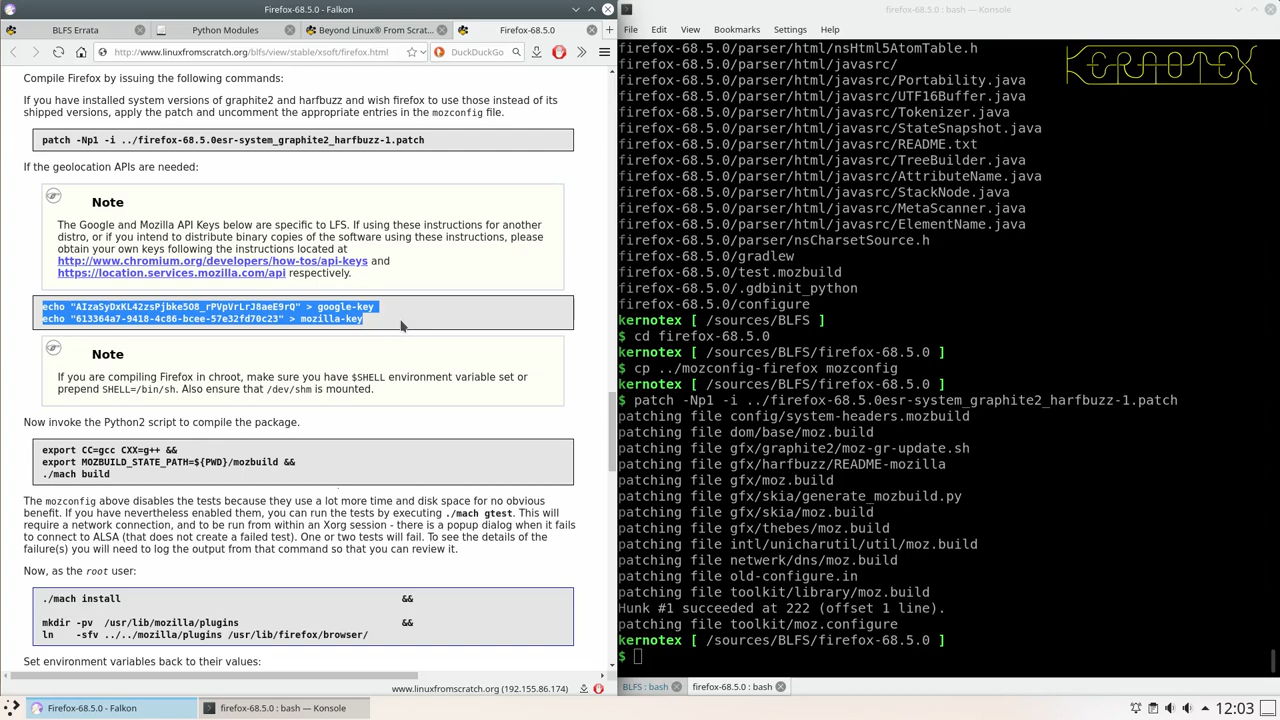 Firefox-68.5.0 - Falkon
BLFS Errata
Python Modules
Beyond Linux® From Scrat...
Firefox-68.5.0
http://www.linuxfromscratch.org/blfs/view/stable/xsoft/firefox.html
DuckDuckGo
Compile Firefox by issuing the following commands:
If you have installed system versions of graphite2 and harfbuzz and wish firefox to use those instead of its
shipped versions, apply the patch and uncomment the appropriate entries in the mozconfig file.
patch -Np1 -i ../firefox-68.5.0esr-system_graphite2_harfbuzz-1.patch
If the geolocation APIs are needed:
Note
The Google and Mozilla API Keys below are specific to LFS. If using these instructions for another
distro, or if you intend to distribute binary copies of the software using these instructions, please
obtain your own keys following the instructions located at
http://www.chromium.org/developers/how-tos/api-keys and
https://location.services.mozilla.com/api respectively.
echo "AIzaSyDxKL42zsPjbke5O8_rPVpVrLrJ8aeE9rQ" > google-key
echo "613364a7-9418-4c86-bcee-57e32fd70c23" > mozilla-key
Note
If you are compiling Firefox in chroot, make sure you have $SHELL environment variable set or
prepend SHELL=/bin/sh. Also ensure that /dev/shm is mounted.
Now invoke the Python2 script to compile the package.
export CC=gcc CXX=g++ &&
export MOZBUILD_STATE_PATH=${PWD}/mozbuild &&
./mach build
The mozconfig above disables the tests because they use a lot more time and disk space for no obvious
benefit. If you have nevertheless enabled them, you can run the tests by executing ./mach gtest. This will
require a network connection, and to be run from within an Xorg session - there is a popup dialog when it fails
to connect to ALSA (that does not create a failed test). One or two tests will fail. To see the details of the
failure(s) you will need to log the output from that command so that you can review it.
Now, as the root user:
./mach install &&
mkdir -pv /usr/lib/mozilla/plugins &&
ln -sfv ../../mozilla/plugins /usr/lib/firefox/browser/
Set environment variables back to their values:
www.linuxfromscratch.org (192.155.86.174)
firefox-68.5.0 : bash — Konsole
File Edit View Bookmarks Settings Help
KERNOTEX
firefox-68.5.0/parser/html/nsHtml5AtomTable.h
firefox-68.5.0/parser/html/javasrc/
firefox-68.5.0/parser/html/javasrc/Portability.java
firefox-68.5.0/parser/html/javasrc/UTF16Buffer.java
firefox-68.5.0/parser/html/javasrc/Tokenizer.java
firefox-68.5.0/parser/html/javasrc/StateSnapshot.java
firefox-68.5.0/parser/html/javasrc/README.txt
firefox-68.5.0/parser/html/javasrc/TreeBuilder.java
firefox-68.5.0/parser/html/javasrc/AttributeName.java
firefox-68.5.0/parser/html/javasrc/StackNode.java
firefox-68.5.0/parser/html/javasrc/MetaScanner.java
firefox-68.5.0/parser/html/javasrc/ElementName.java
firefox-68.5.0/parser/nsCharsetSource.h
firefox-68.5.0/gradlew
firefox-68.5.0/test.mozbuild
firefox-68.5.0/.gdbinit_python
firefox-68.5.0/configure
kernotex [ /sources/BLFS ]
$ cd firefox-68.5.0
kernotex [ /sources/BLFS/firefox-68.5.0 ]
$ cp ../mozconfig-firefox mozconfig
kernotex [ /sources/BLFS/firefox-68.5.0 ]
$ patch -Np1 -i ../firefox-68.5.0esr-system_graphite2_harfbuzz-1.patch
patching file config/system-headers.mozbuild
patching file dom/base/moz.build
patching file gfx/graphite2/moz-gr-update.sh
patching file gfx/harfbuzz/README-mozilla
patching file gfx/moz.build
patching file gfx/skia/generate_mozbuild.py
patching file gfx/skia/moz.build
patching file gfx/thebes/moz.build
patching file intl/unicharutil/util/moz.build
patching file netwerk/dns/moz.build
patching file old-configure.in
patching file toolkit/library/moz.build
Hunk #1 succeeded at 222 (offset 1 line).
patching file toolkit/moz.configure
kernotex [ /sources/BLFS/firefox-68.5.0 ]
$
BLFS : bash
firefox-68.5.0 : bash
Firefox-68.5.0 - Falkon
firefox-68.5.0 : bash — Konsole
12:03